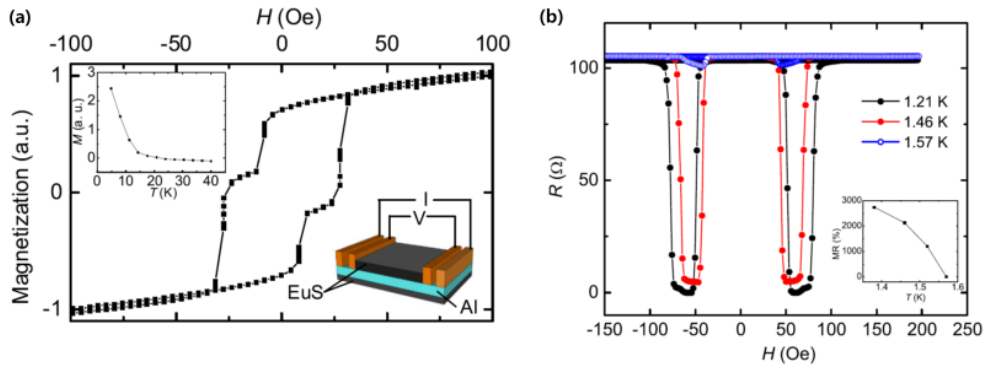 (a)
H (Oe)
-100 -50 0 50 100
Magnetization (a.u.)
1
0
-1
M (a. u.)
3
2
1
0
0 10 20 30 40
T (K)
I
V
EuS
Al
(b)
R (Ω)
100
50
0
-150 -100 -50 0 50 100 150 200 250
H (Oe)
1.21 K
1.46 K
1.57 K
MR (%)
3000
2000
1000
0
1.4 1.5 1.6
T (K)